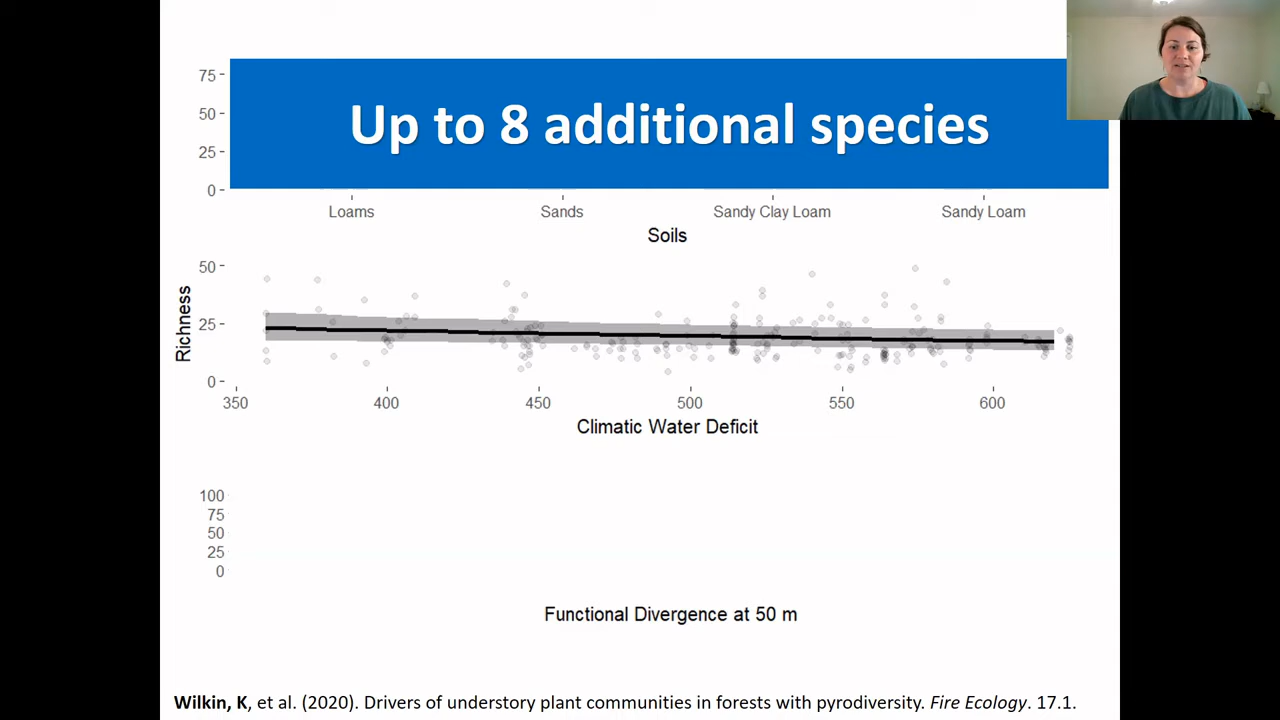 75
Up to 8 additional species
50
25
0
Loams Sands Sandy Clay Loam Sandy Loam
Soils
50
Richness
25
0
350 400 450 500 550 600
Climatic Water Deficit
100
75
50
25
0
Functional Divergence at 50 m
Wilkin, K, et al. (2020). Drivers of understory plant communities in forests with pyrodiversity. Fire Ecology. 17.1.